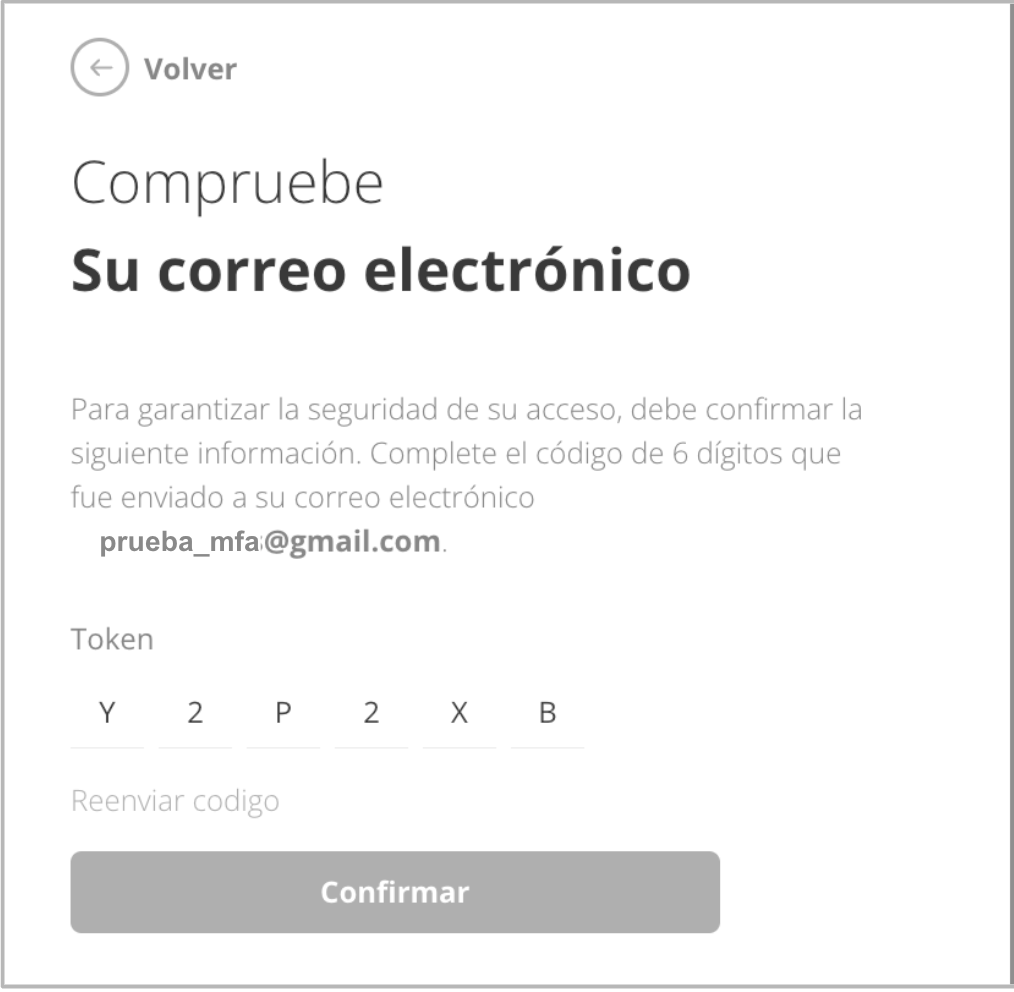 Volver
Compruebe
Su correo electrónico
Para garantizar la seguridad de su acceso, debe confirmar la
siguiente información. Complete el código de 6 dígitos que
fue enviado a su correo electrónico
prueba_mfa@gmail.com.
Token
Y 2 P 2 X B
Reenviar codigo
Confirmar